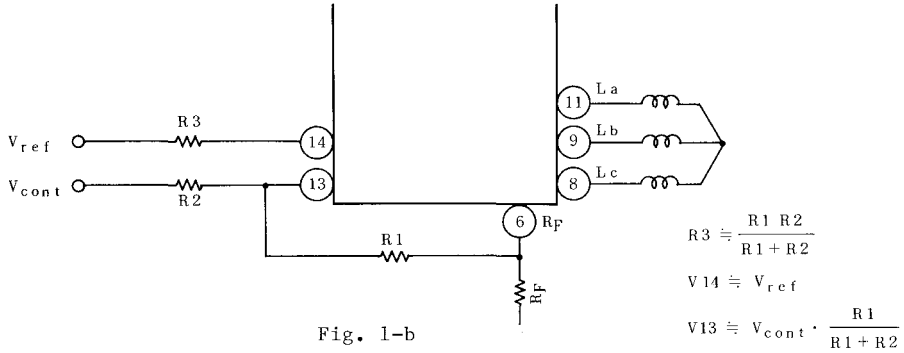 La
11
R3
Lb
Vref
14
9
Vcont
13
Lc
8
R2
6 RF
R1
RF
R3 ≒ R1 R2 / R1+R2
V14 ≒ Vref
V13 ≒ Vcont · R1 / R1+R2
Fig. 1-b